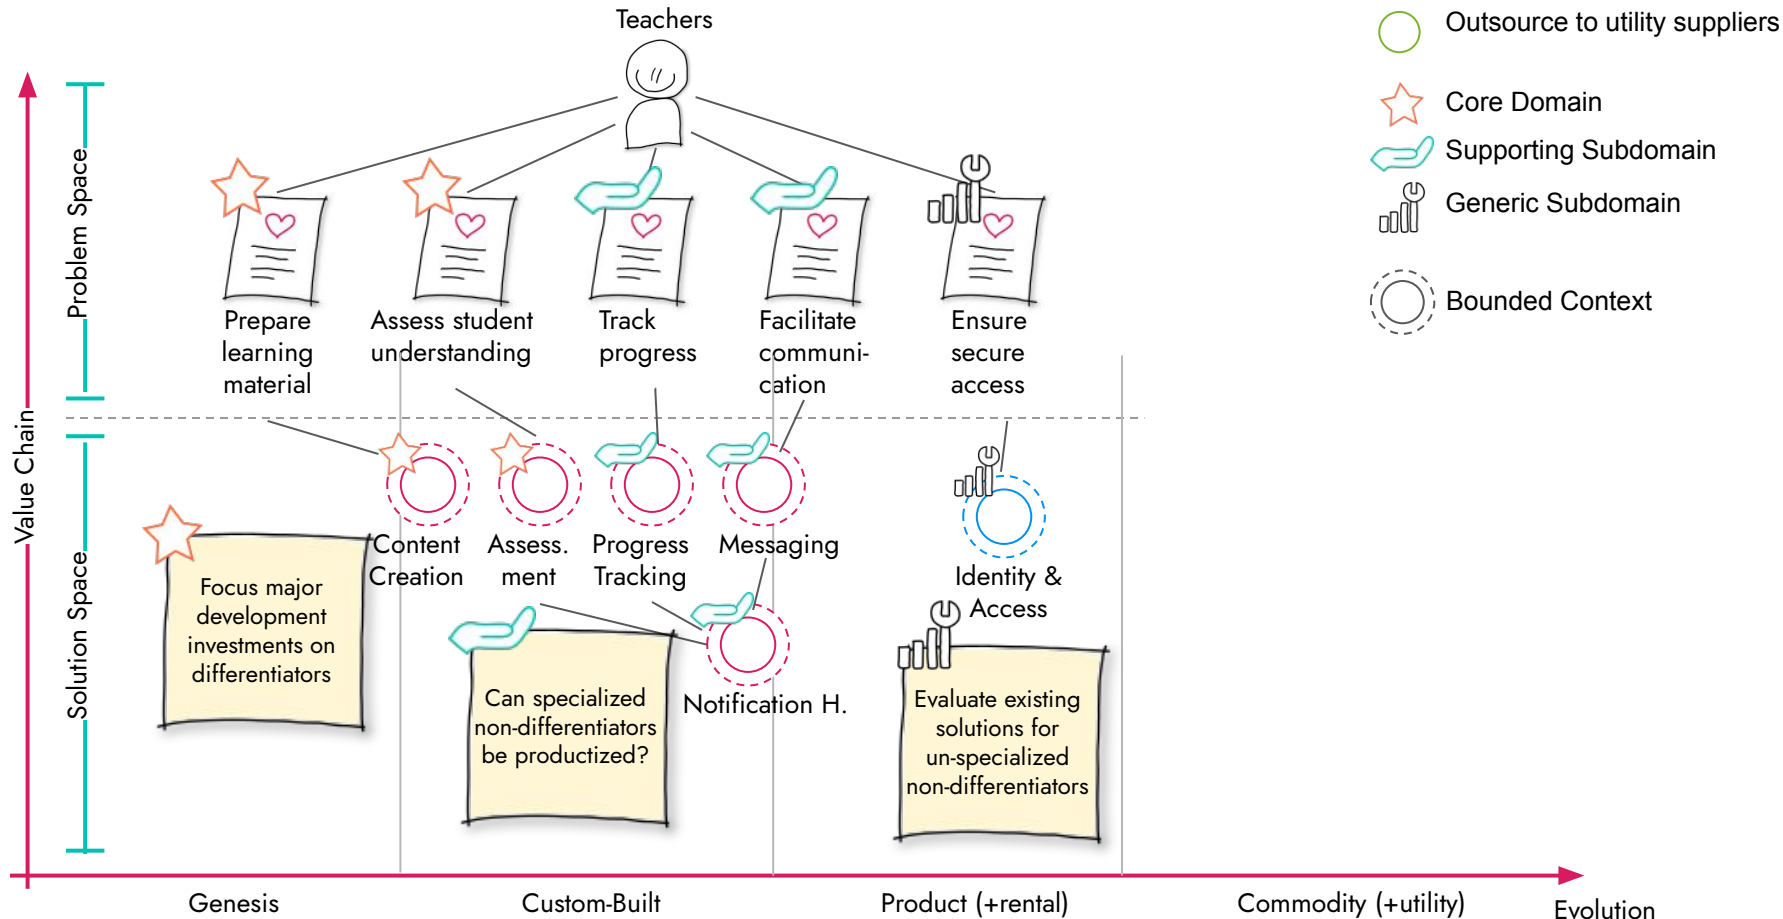 Teachers
Outsource to utility suppliers
Core Domain
Supporting Subdomain
Generic Subdomain
Bounded Context
Value Chain
Problem Space
Solution Space
Prepare
learning
material
Assess student
understanding
Track
progress
Facilitate
communi-
cation
Ensure
secure
access
Content
Creation
Assess.
ment
Progress
Tracking
Messaging
Identity &
Access
Notification H.
Focus major
development
investments on
differentiators
Can specialized
non-differentiators
be productized?
Evaluate existing
solutions for
un-specialized
non-differentiators
Genesis
Custom-Built
Product (+rental)
Commodity (+utility)
Evolution